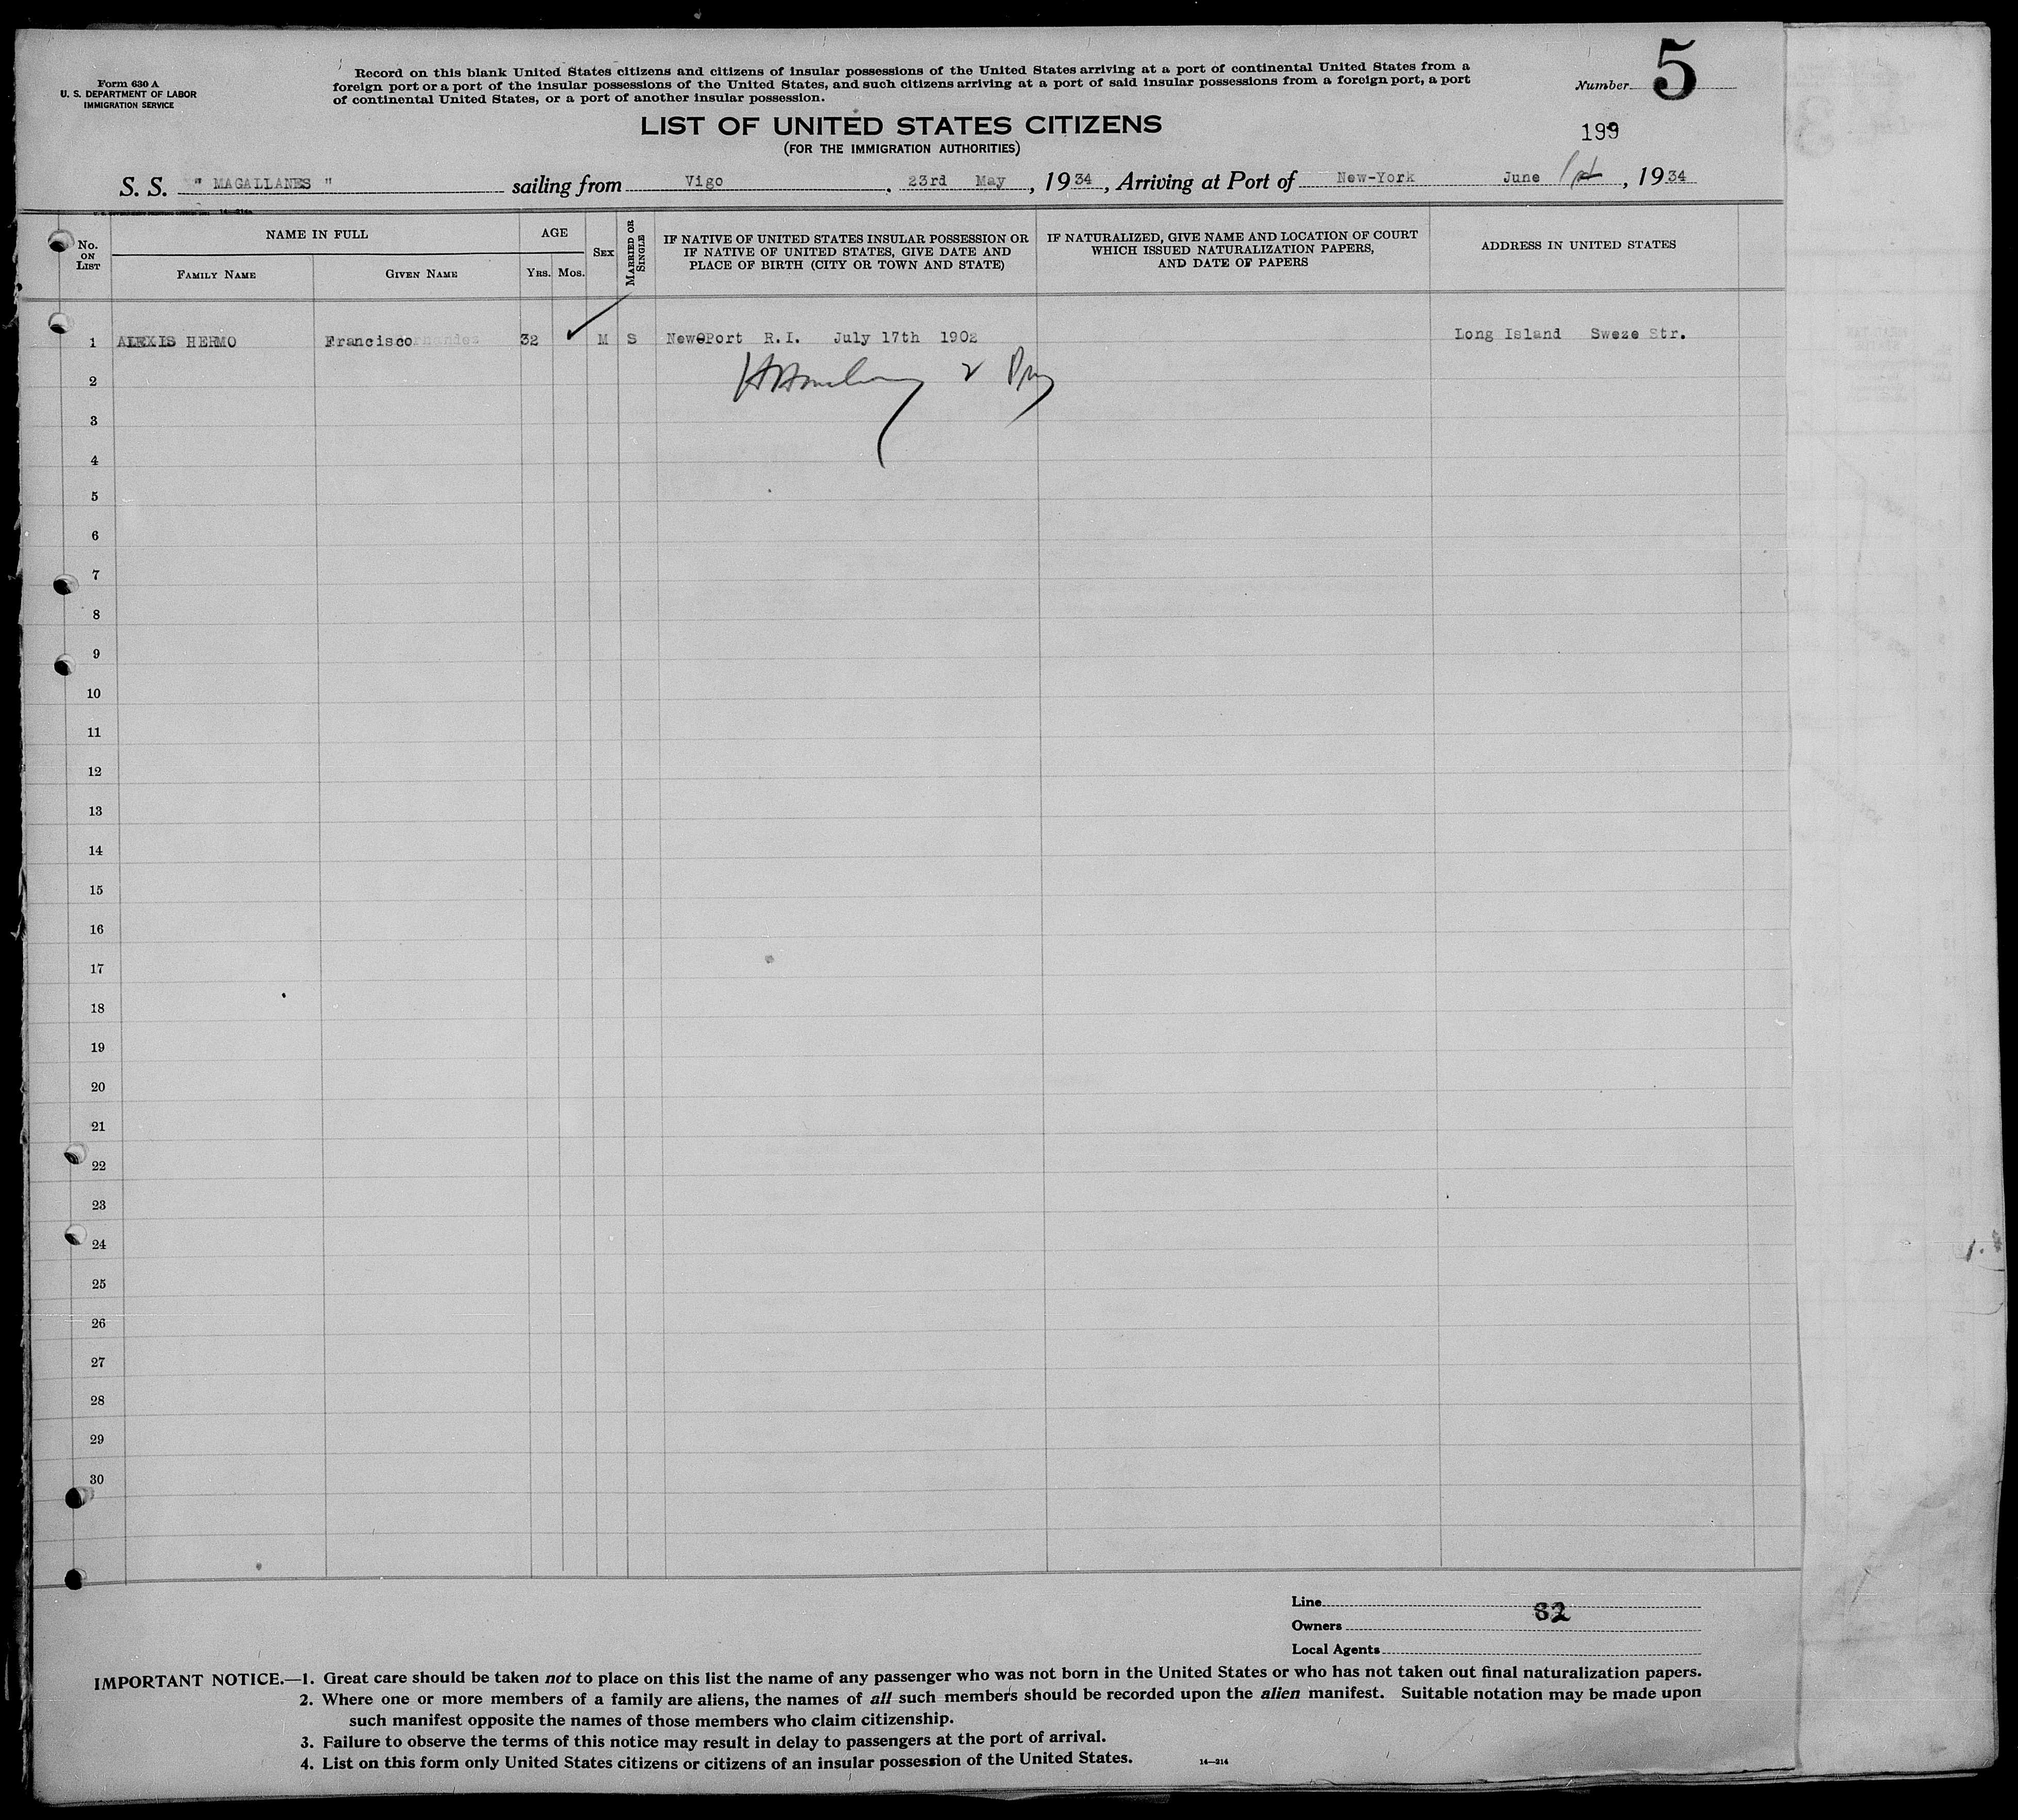 Form 630 A
U. S. DEPARTMENT OF LABOR
IMMIGRATION SERVICE
Record on this blank United States citizens and citizens of insular possessions of the United States arriving at a port of continental United States from a
foreign port or a port of the insular possessions of the United States, and such citizens arriving at a port of said insular possessions from a foreign port, a port
of continental United States, or a port of another insular possession.
Number 5
LIST OF UNITED STATES CITIZENS
(FOR THE IMMIGRATION AUTHORITIES)
199
S. S. " MAGALLANES " sailing from Vigo , 23rd May , 1934, Arriving at Port of New-York June 1st , 1934
No. ON LIST
NAME IN FULL
FAMILY NAME
GIVEN NAME
AGE
YRS. MOS.
SEX
MARRIED OR SINGLE
IF NATIVE OF UNITED STATES INSULAR POSSESSION OR
IF NATIVE OF UNITED STATES, GIVE DATE AND
PLACE OF BIRTH (CITY OR TOWN AND STATE)
IF NATURALIZED, GIVE NAME AND LOCATION OF COURT
WHICH ISSUED NATURALIZATION PAPERS,
AND DATE OF PAPERS
ADDRESS IN UNITED STATES
1 ALEXIS HERMO Francisco 32 M S NewPort R.I. July 17th 1902 Long Island Sweze Str.
2
3
4
5
6
7
8
9
10
11
12
13
14
15
16
17
18
19
20
21
22
23
24
25
26
27
28
29
30
Line
82
Owners
Local Agents
IMPORTANT NOTICE.—1. Great care should be taken not to place on this list the name of any passenger who was not born in the United States or who has not taken out final naturalization papers.
2. Where one or more members of a family are aliens, the names of all such members should be recorded upon the alien manifest. Suitable notation may be made upon
such manifest opposite the names of those members who claim citizenship.
3. Failure to observe the terms of this notice may result in delay to passengers at the port of arrival.
4. List on this form only United States citizens or citizens of an insular possession of the United States.
14—214